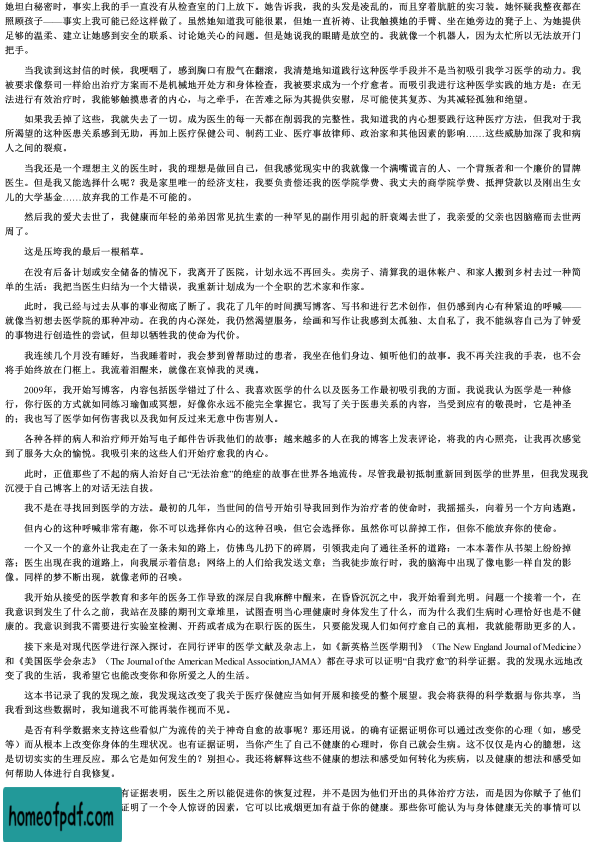 她坦白秘密时，事实上我的手一直没有从检查室的门上放下。她告诉我，我的头发是凌乱的，而且穿着肮脏的实习装。她怀疑我整夜都在
照顾孩子——事实上我可能已经这样做了。虽然她知道我可能很累，但她一直祈祷、让我触摸她的手臂、坐在她旁边的凳子上、为她提供
足够的温柔、建立让她感到安全的联系、讨论她关心的问题。但是她说我的眼睛是放空的。我就像一个机器人，因为太忙所以无法放开门
把手。
当我读到这封信的时候，我哽咽了，感到胸口有股气在翻滚，我清楚地知道践行这种医学手段并不是当初吸引我学习医学的动力。我
被要求像祭司一样给出治疗方案而不是机械地开处方和身体检查，我被要求成为一个疗愈者。而吸引我进行这种医学实践的地方是：在无
法进行有效治疗时，我能够触摸患者的内心，与之牵手，在苦难之际为其提供安慰，尽可能使其复苏、为其减轻孤独和绝望。
如果我丢掉了这些，我就失去了一切。成为医生的每一天都在削弱我的完整性。我知道我的内心想要践行这种医疗方法，但我对于我
所渴望的这种医患关系感到无助，再加上医疗保健公司、制药工业、医疗事故律师、政治家和其他因素的影响……这些威胁加深了我和病
人之间的裂痕。
当我还是一个理想主义的医生时，我的理想是做回自己，但我感觉现实中的我就像一个满嘴谎言的人、一个背叛者和一个廉价的冒牌
医生。但是我又能选择什么呢？我是家里唯一的经济支柱，我要负责偿还我的医学院学费、我丈夫的商学院学费、抵押贷款以及刚出生女
儿的大学基金……放弃我的工作是不可能的。
然后我的爱犬去世了，我健康而年轻的弟弟因常见抗生素的一种罕见的副作用引起的肝衰竭去世了，我亲爱的父亲也因脑癌而去世两
周了。
这是压垮我的最后一根稻草。
在没有后备计划或安全储备的情况下，我离开了医院，计划永远不再回头。卖房子、清算我的退休帐户、和家人搬到乡村去过一种简
单的生活：我把当医生归结为一个大错误，我重新计划成为一个全职的艺术家和作家。
此时，我已经与过去从事的事业彻底了断了。我花了几年的时间撰写博客、写书和进行艺术创作，但仍感到内心有种紧迫的呼喊——
就像当初想去医学院的那种冲动。在我的内心深处，我仍然渴望服务，绘画和写作让我感到太孤独、太自私了，我不能纵容自己为了钟爱
的事物进行创造性的尝试，但却以牺牲我的使命为代价。
我连续几个月没有睡好，当我睡着时，我会梦到曾帮助过的患者，我坐在他们身边、倾听他们的故事。我不再关注我的手表，也不会
将手始终放在门框上。我流着泪醒来，就像在哀悼我的灵魂。
2009年，我开始写博客，内容包括医学错过了什么、我喜欢医学的什么以及医务工作最初吸引我的方面。我说我认为医学是一种修
行，你行医的方式就如同练习瑜伽或冥想，好像你永远不能完全掌握它。我写了关于医患关系的内容，当受到应有的敬畏时，它是神圣
的；我也写了医学如何伤害我以及我如何反过来无意中伤害别人。
各种各样的病人和治疗师开始写电子邮件告诉我他们的故事；越来越多的人在我的博客上发表评论，将我的内心照亮，让我再次感觉
到了服务大众的愉悦。我吸引来的这些人们开始疗愈我的内心。
此时，正值那些了不起的病人治好自己“无法治愈”的绝症的故事在世界各地流传。尽管我最初抵制重新回到医学的世界里，但我发现我
沉浸于自己博客上的对话无法自拔。
我不是在寻找回到医学的方法。最初的几年，当世间的信号开始引导我回到作为治疗者的使命时，我摇摇头，向着另一个方向逃跑。
但内心的这种呼喊非常有趣，你不可以选择你内心的这种召唤，但它会选择你。虽然你可以辞掉工作，但你不能放弃你的使命。
一个又一个的意外让我走在了一条未知的路上，仿佛鸟儿扔下的碎屑，引领我走向了通往圣杯的道路；一本本著作从书架上纷纷掉
落；医生出现在我的道路上，向我展示着信息；网络上的人们给我发送文章；当我徒步旅行时，我的脑海中出现了像电影一样自发的影
像。同样的梦不断出现，就像老师的召唤。
我开始从接受的医学教育和多年的医务工作导致的深层自我麻醉中醒来，在昏昏沉沉之中，我开始看到光明。问题一个接着一个，在
我意识到发生了什么之前，我站在及膝的期刊文章堆里，试图查明当心理健康时身体发生了什么，而为什么我们生病时心理恰好也是不健
康的。我意识到我不需要进行实验室检测、开药或者成为在职行医的医生，只要能发现人们如何疗愈自己的真相，我就能帮助更多的人。
接下来是对现代医学进行深入探讨，在同行评审的医学文献及杂志上，如《新英格兰医学期刊》（The New England Journal of Medicine）
和《美国医学会杂志》（The Journal of the American Medical Association,JAMA）都在寻求可以证明“自我疗愈”的科学证据。我的发现永远地改
变了我的生活，我希望它也能改变你和你所爱之人的生活。
这本书记录了我的发现之旅，我发现这改变了我关于医疗保健应当如何开展和接受的整个展望。我会将获得的科学数据与你共享，当
我看到这些数据时，我知道我不可能再装作视而不见。
是否有科学数据来支持这些看似广为流传的关于神奇自愈的故事呢？那还用说。的确有证据证明你可以通过改变你的心理（如，感受
等）而从根本上改变你身体的生理状况。也有证据证明，当你产生了自己不健康的心理时，你自己就会生病。这不仅仅是内心的臆想，这
是切切实实的生理反应。那么它是如何发生的？别担心。我还将解释这些不健康的想法和感受如何转化为疾病，以及健康的想法和感受如
何帮助人体进行自我修复。
有证据表明，医生之所以能促进你的恢复过程，并不是因为他们开出的具体治疗方法，而是因为你赋予了他们
证明了一个令人惊讶的因素，它可以比戒烟更加有益于你的健康。那些你可能认为与身体健康无关的事情可以
homeofpdf.com